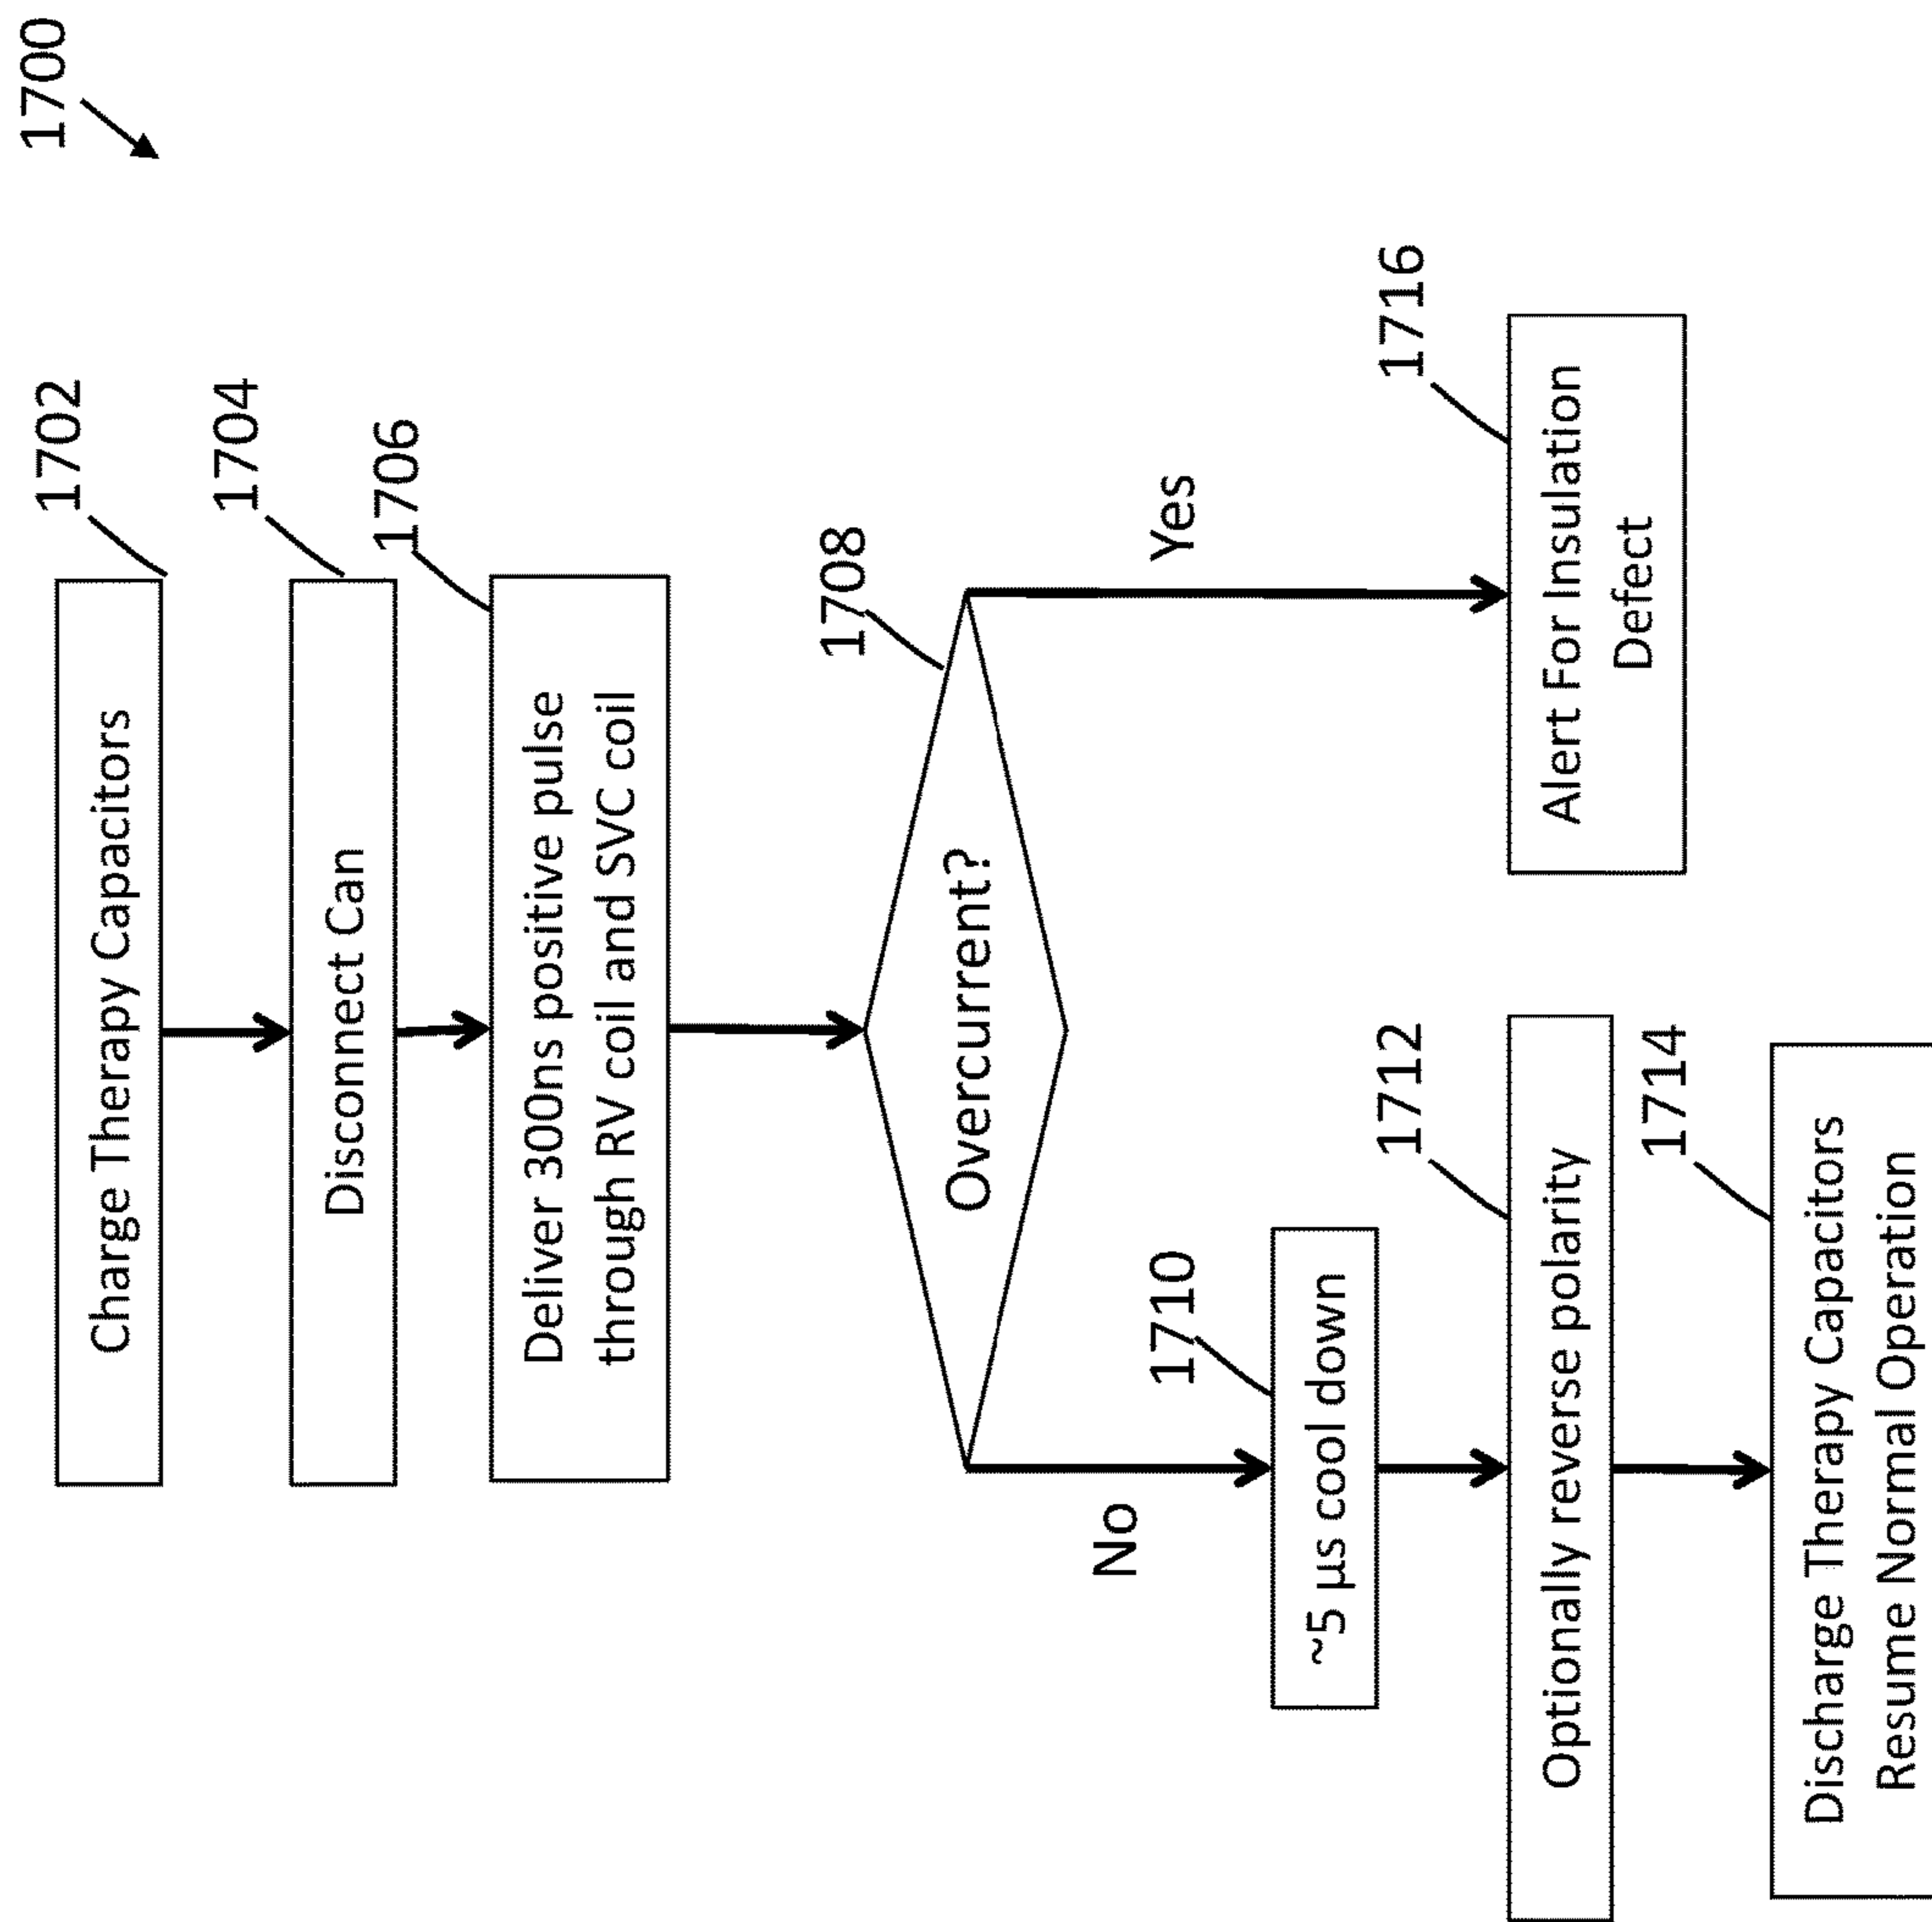 1700
1702
Charge Therapy Capacitors
1704
Disconnect Can
1706
Deliver 300ns positive pulse
through RV coil and SVC coil
1708
Overcurrent?
No
Yes
1710
~5 µs cool down
1712
Optionally reverse polarity
1714
Discharge Therapy Capacitors
Resume Normal Operation
1716
Alert For Insulation
Defect